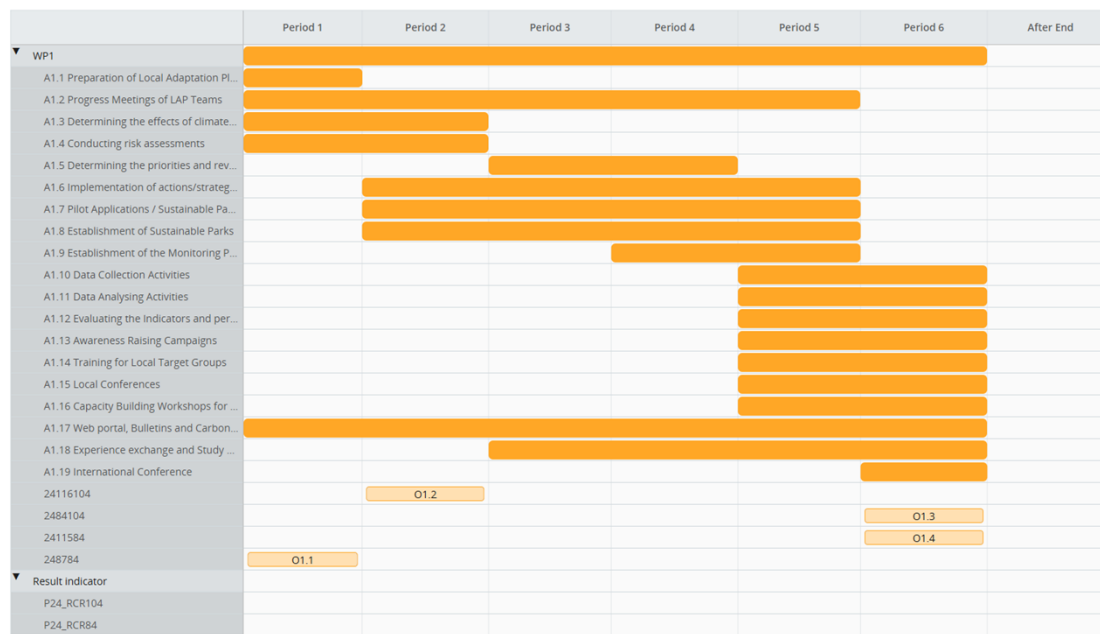 Period 1 Period 2 Period 3 Period 4 Period 5 Period 6 After End
WP1
A1.1 Preparation of Local Adaptation Pl...
A1.2 Progress Meetings of LAP Teams
A1.3 Determining the effects of climate...
A1.4 Conducting risk assessments
A1.5 Determining the priorities and rev...
A1.6 Implementation of actions/strateg...
A1.7 Pilot Applications / Sustainable Pa...
A1.8 Establishment of Sustainable Parks
A1.9 Establishment of the Monitoring P...
A1.10 Data Collection Activities
A1.11 Data Analysing Activities
A1.12 Evaluating the Indicators and per...
A1.13 Awareness Raising Campaigns
A1.14 Training for Local Target Groups
A1.15 Local Conferences
A1.16 Capacity Building Workshops for ...
A1.17 Web portal, Bulletins and Carbon...
A1.18 Experience exchange and Study ...
A1.19 International Conference
24116104 O1.2
2484104 O1.3
2411584 O1.4
248784 O1.1
Result indicator
P24_RCR104
P24_RCR84